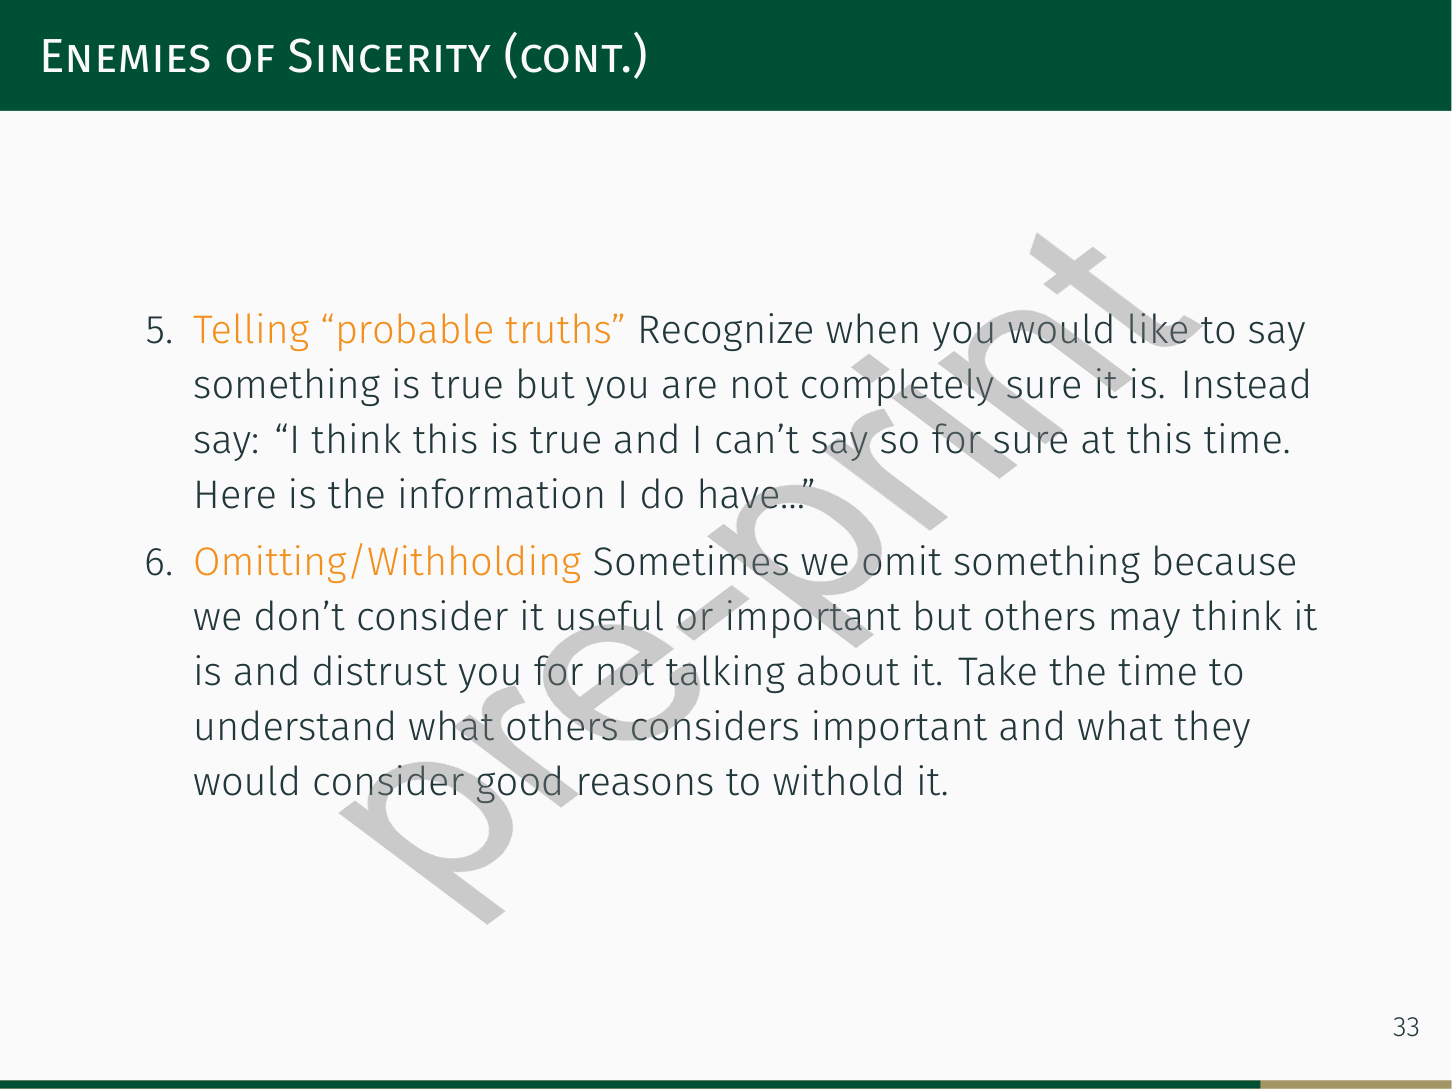 Enemies of Sincerity (cont.)
5. Telling “probable truths” Recognize when you would like to say
something is true but you are not completely sure it is. Instead
say: “I think this is true and I can’t say so for sure at this time.
Here is the information I do have...”
6. Omitting/Withholding Sometimes we omit something because
we don’t consider it useful or important but others may think it
is and distrust you for not talking about it. Take the time to
understand what others considers important and what they
would consider good reasons to withold it.
pre-print
33